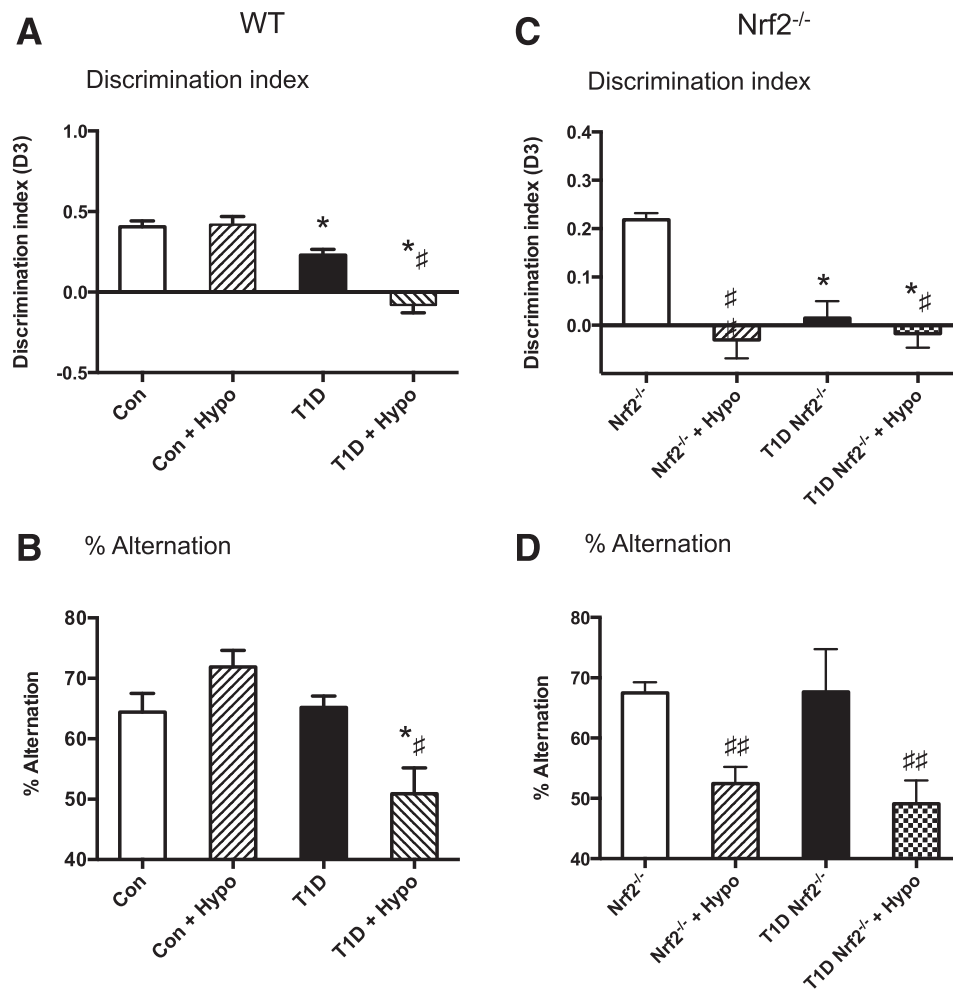 A
WT
Discrimination index
Discrimination index (D3)
1.0
0.5
0.0
-0.5
*
*
♯
Con
Con + Hypo
T1D
T1D + Hypo
C
Nrf2-/-
Discrimination index
Discrimination index (D3)
0.4
0.3
0.2
0.1
0.0
♯
♯
*
*
♯
Nrf2-/-
Nrf2-/- + Hypo
T1D Nrf2-/-
T1D Nrf2-/- + Hypo
B
% Alternation
% Alternation
80
70
60
50
40
*
♯
Con
Con + Hypo
T1D
T1D + Hypo
D
% Alternation
% Alternation
80
70
60
50
40
♯♯
♯♯
Nrf2-/-
Nrf2-/- + Hypo
T1D Nrf2-/-
T1D Nrf2-/- + Hypo